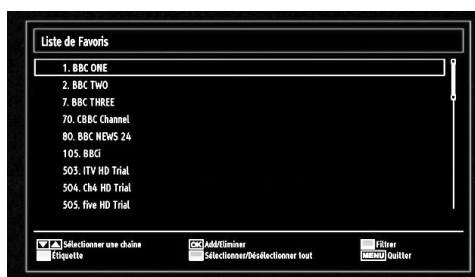 Liste de Favoris
1. BBC ONE
2. BBC TWO
7. BBC THREE
70. CBBC Channel
80. BBC NEWS 24
105. BBCi
503. ITV HD Trial
504. Ch4 HD Trial
505. five HD Trial
Sélectionner une chaîne OK Add/Eliminer Filtrer
Étiquette Sélectionner/Désélectionner tout MENU Quitter